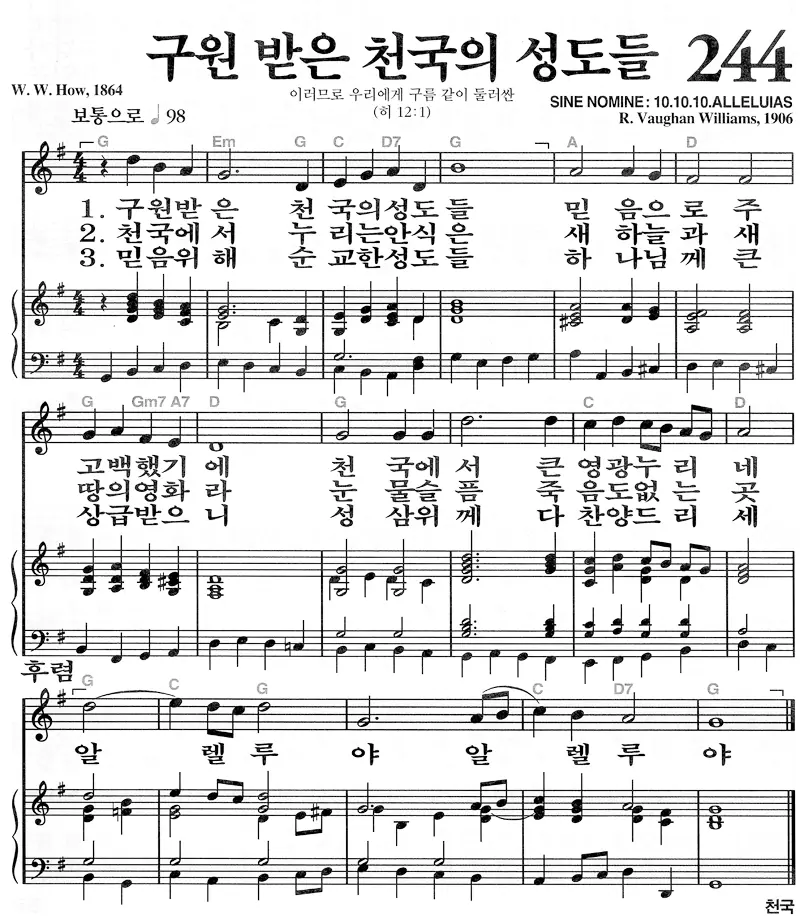 구원 받은 천국의 성도들 244
W. W. How, 1864
이러므로 우리에게 구름 같이 둘러싼
(히 12:1)
SINE NOMINE: 10.10.10.ALLELUIAS
R. Vaughan Williams, 1906
보통으로 ♩98
G Em G C D7 G A D
1. 구원받은 천국의성도들 믿음으로주
2. 천국에서 누리는안식은 새하늘과새
3. 믿음위해 순교한성도들 하나님께큰
G Gm7 A7 D G C D
고백했기에 천국에서 큰영광누리네
땅의영화라 눈물슬픔 죽음도없는곳
상급받으니 성삼위께 다찬양드리세
후렴
G C G C D7 G
알렐루야알렐루야
천국